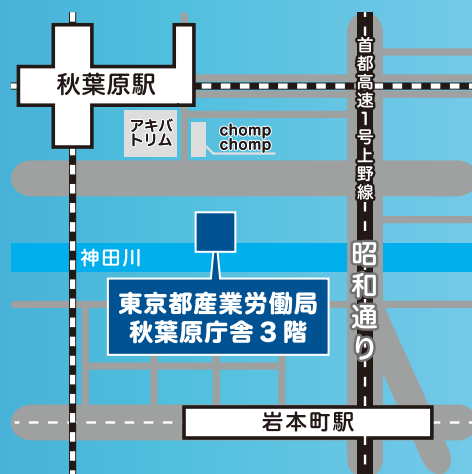 秋葉原駅
アキバ
トリム
chomp
chomp
首都高速1号上野線
神田川
昭和通り
東京都産業労働局
秋葉原庁舎3階
岩本町駅